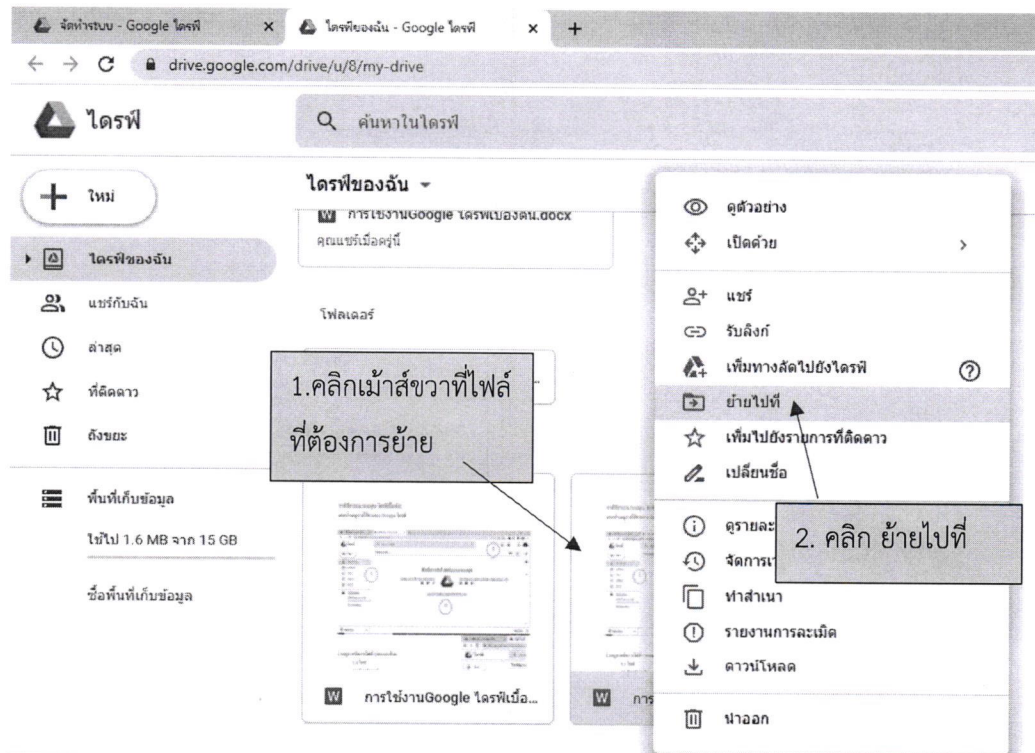 จัดทำระบบ - Google ไดรฟ์
ไดรฟ์ของฉัน - Google ไดรฟ์
drive.google.com/drive/u/8/my-drive
ไดรฟ์
ค้นหาในไดรฟ์
ใหม่
ไดรฟ์ของฉัน
แชร์กับฉัน
ล่าสุด
ที่ติดดาว
ถังขยะ
พื้นที่เก็บข้อมูล
ใช้ไป 1.6 MB จาก 15 GB
ซื้อพื้นที่เก็บข้อมูล
ไดรฟ์ของฉัน
การใช้งานGoogle ไดรฟ์เบื้องต้น.docx
คุณแชร์เมื่อครู่นี้
โฟลเดอร์
1.คลิกเม้าส์ขวาที่ไฟล์
ที่ต้องการย้าย
W การใช้งานGoogle ไดรฟ์เบื้อ...
W การ
ดูตัวอย่าง
เปิดด้วย
แชร์
รับลิงก์
เพิ่มทางลัดไปยังไดรฟ์
ย้ายไปที่
เพิ่มไปยังรายการที่ติดดาว
เปลี่ยนชื่อ
ดูรายละ
จัดการเว
2. คลิก ย้ายไปที่
ทำสำเนา
รายงานการละเมิด
ดาวน์โหลด
นำออก